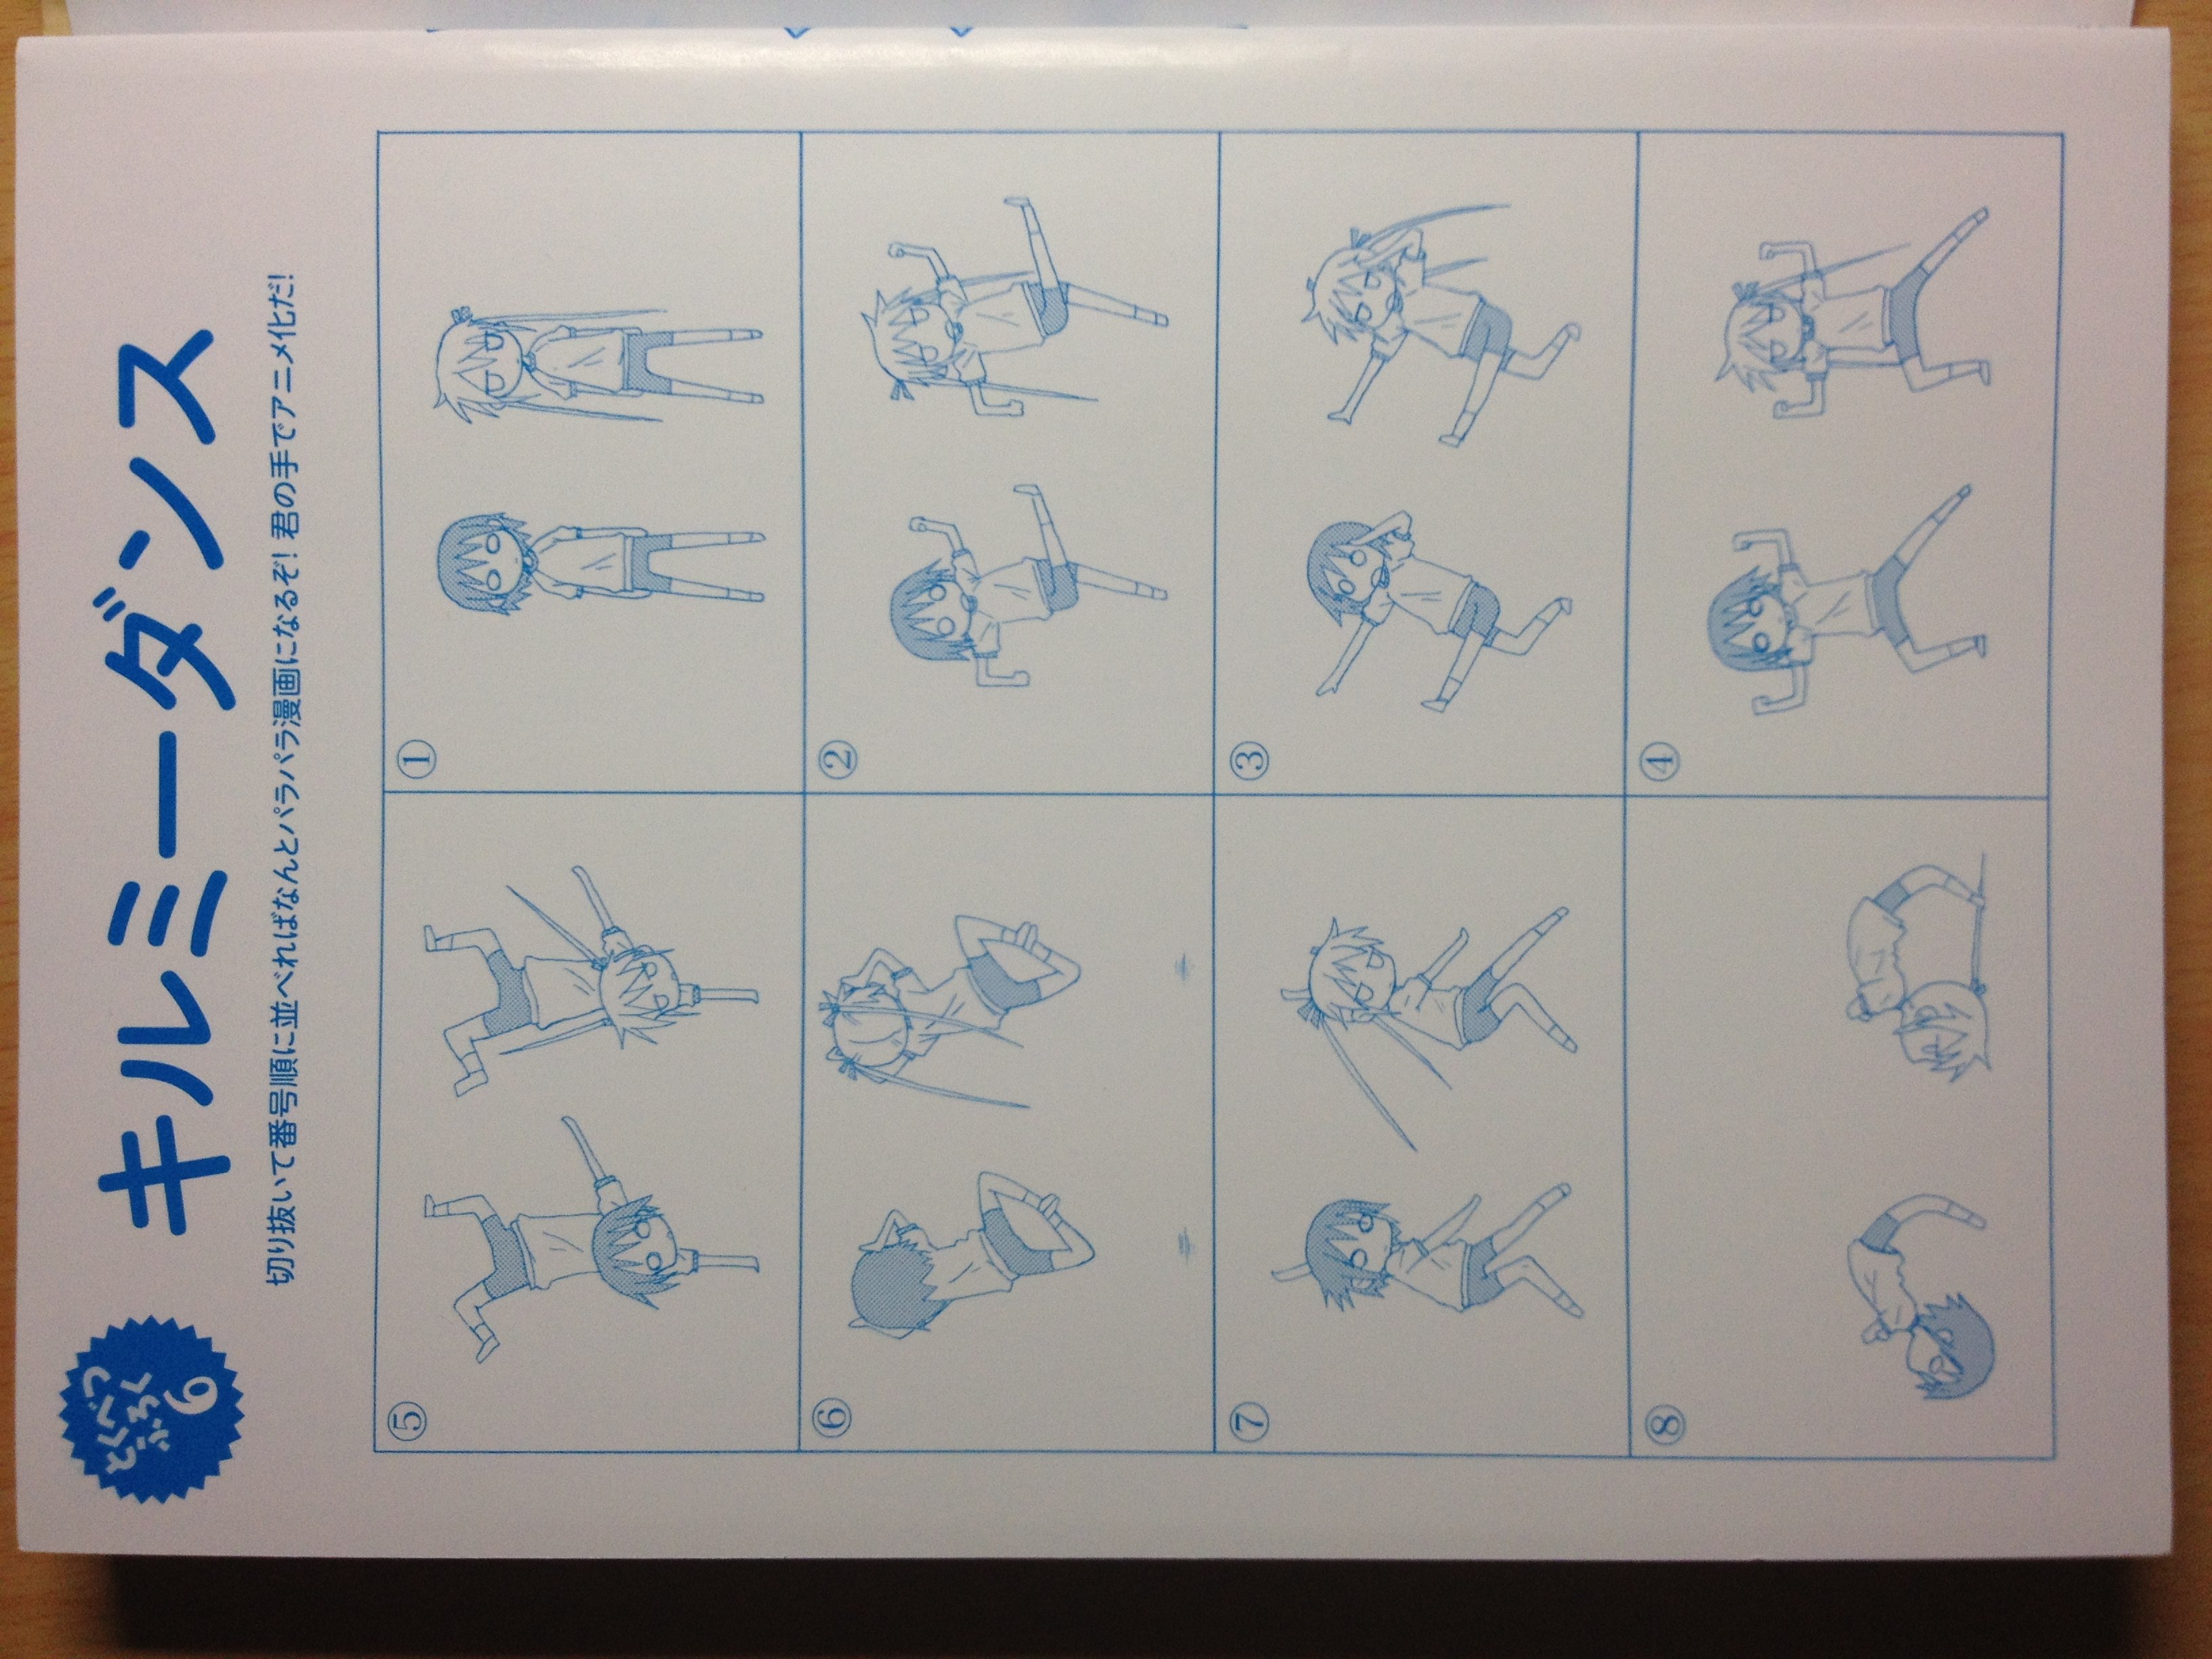 とくべつ
ふろく
6
キルミーダンス
切り抜いて番号順に並べればなんとパラパラ漫画になるぞ! 君の手でアニメ化だ!
①
②
③
④
⑤
⑥
⑦
⑧